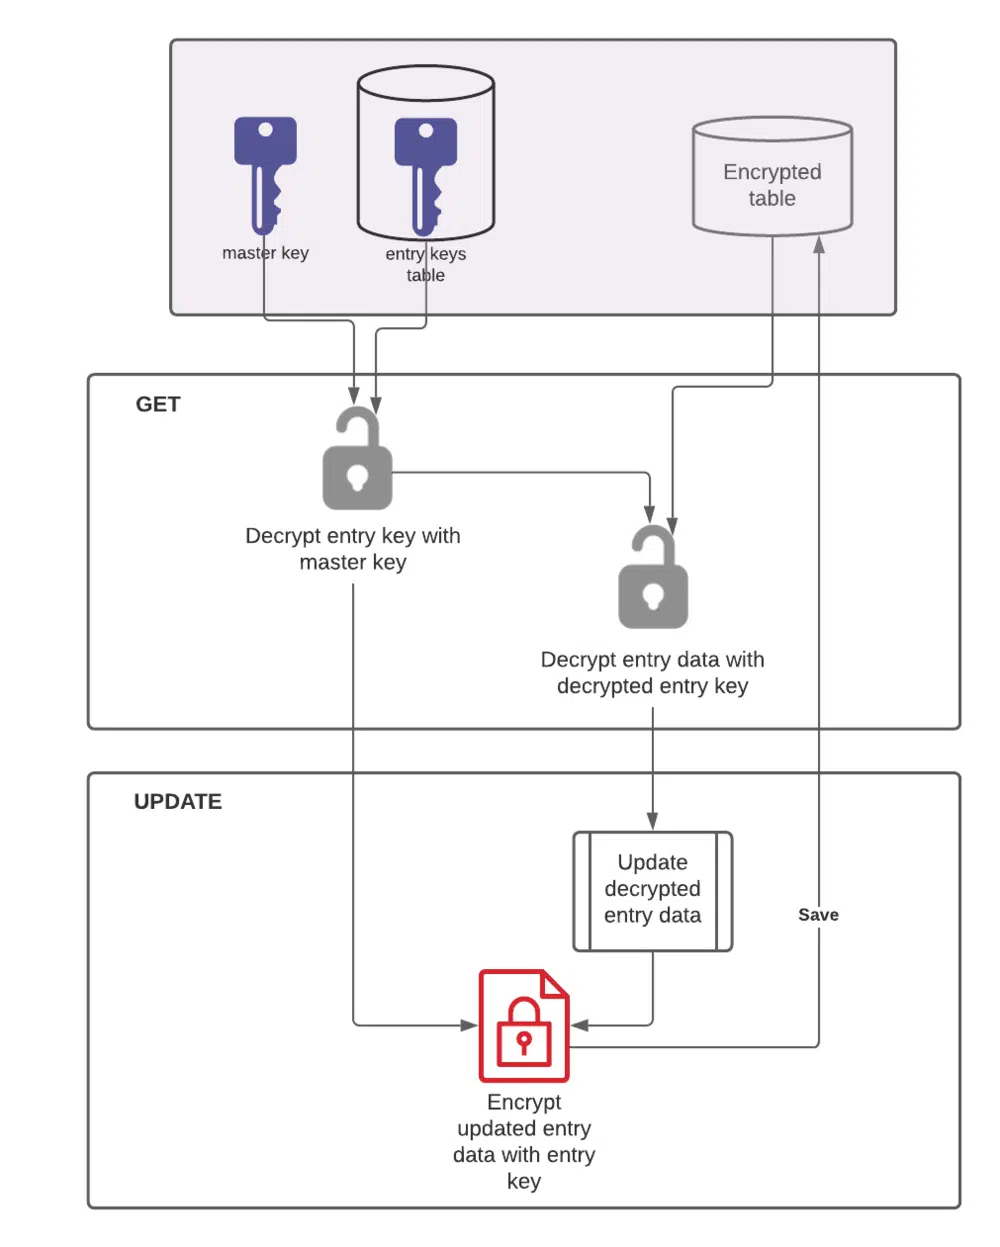 master key
entry keys
table
Encrypted
table
GET
Decrypt entry key with
master key
Decrypt entry data with
decrypted entry key
UPDATE
Update
decrypted
entry data
Save
Encrypt
updated entry
data with entry
key